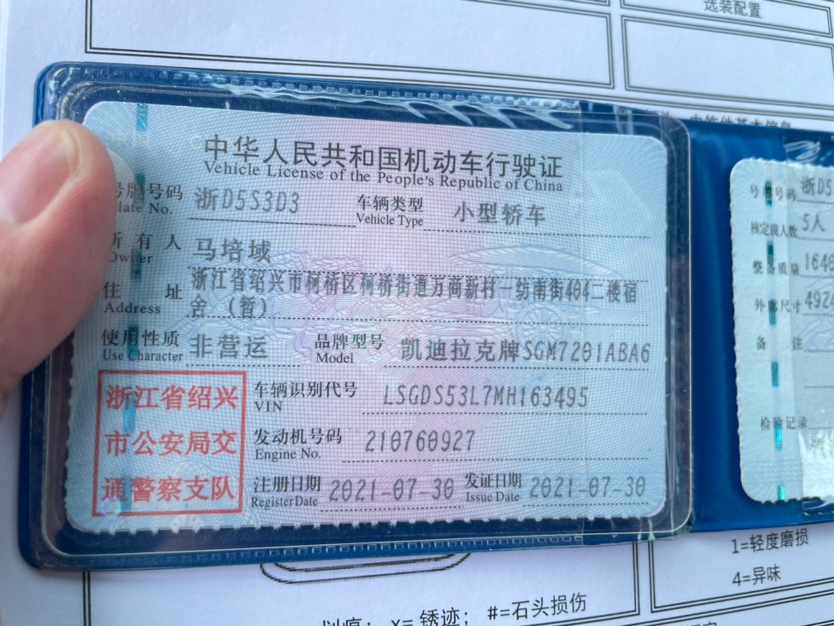 选装配置
中华人民共和国机动车行驶证
Vehicle License of the People's Republic of China
号牌号码 浙D5S3D3 车辆类型 小型轿车
Plate No. Vehicle Type
所有人 马培域
Owner
住址 浙江省绍兴市柯桥区柯桥街道万商新村一纺南街404二楼宿
Address 舍(暂)
使用性质 非营运 品牌型号 凯迪拉克牌SGM7201ABA6
Use Character Model
浙江省绍兴
市公安局交
通警察支队
车辆识别代号 LSGDS53L7MH163495
VIN
发动机号码 210760927
Engine No.
注册日期 2021-07-30 发证日期 2021-07-30
Register Date Issue Date
号牌号码 浙D5
核定载人数 5人
整备质量 1640
外廓尺寸 492
备注
检验记录
1=轻度磨损
4=异味
X= 锈迹; #=石头损伤